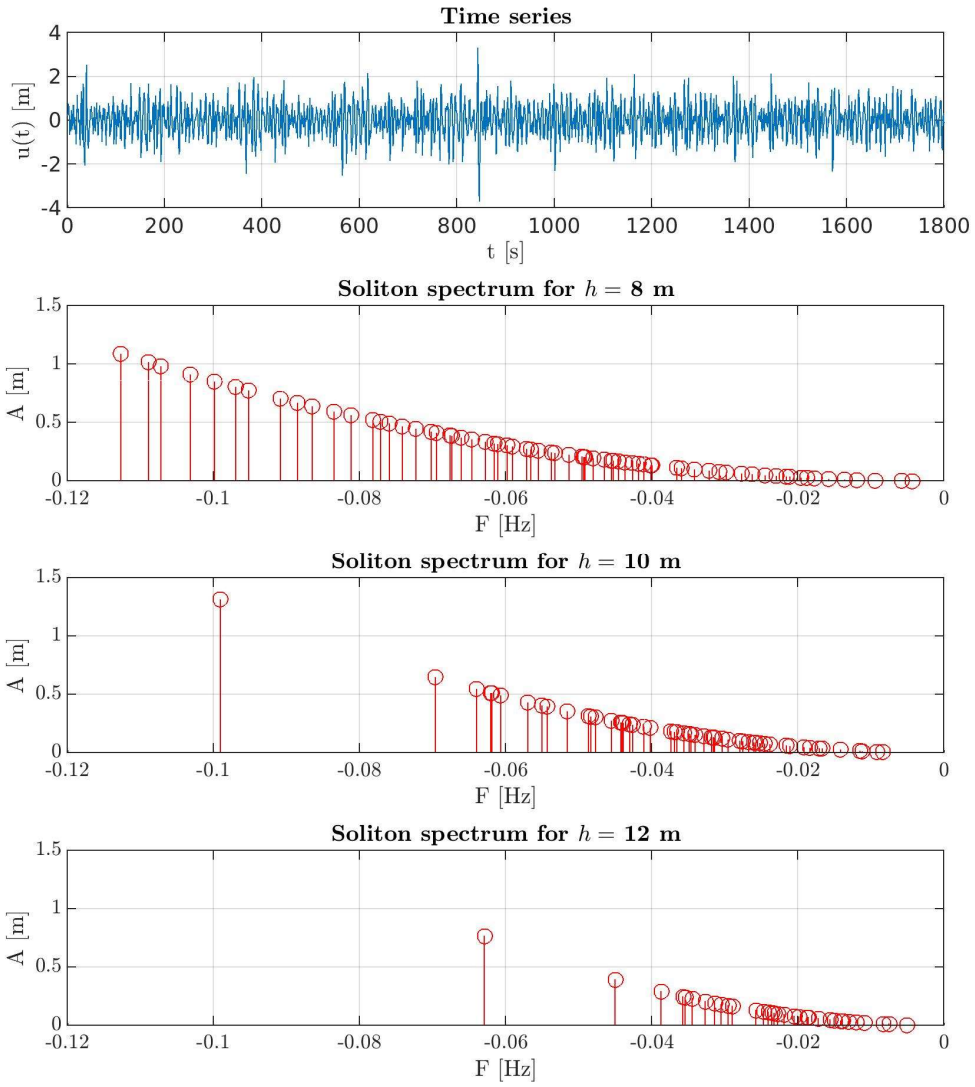 Time series
4
2
0
-2
-4
u(t) [m]
0 200 400 600 800 1000 1200 1400 1600 1800
t [s]
Soliton spectrum for h = 8 m
1.5
1
0.5
0
A [m]
-0.12 -0.1 -0.08 -0.06 -0.04 -0.02 0
F [Hz]
Soliton spectrum for h = 10 m
1.5
1
0.5
0
A [m]
-0.12 -0.1 -0.08 -0.06 -0.04 -0.02 0
F [Hz]
Soliton spectrum for h = 12 m
1.5
1
0.5
0
A [m]
-0.12 -0.1 -0.08 -0.06 -0.04 -0.02 0
F [Hz]